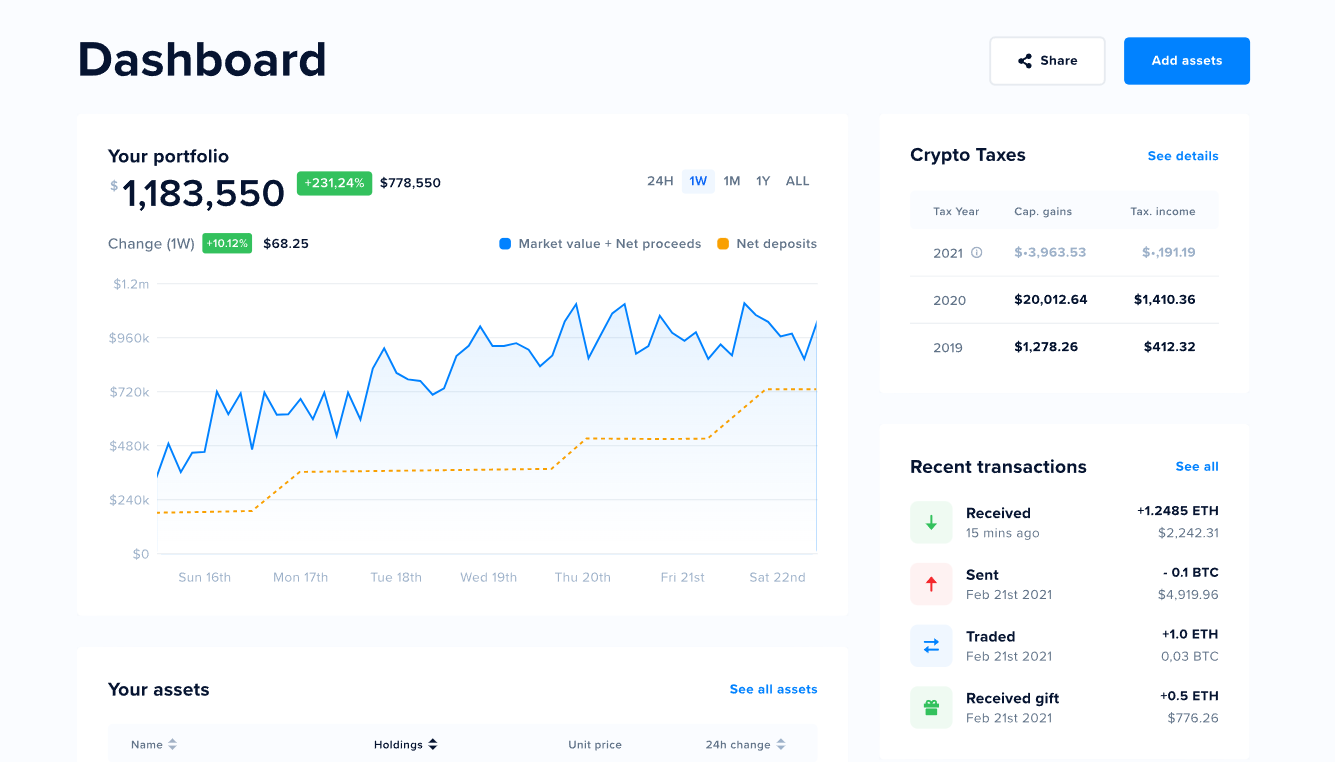 Dashboard
Share
Add assets
Your portfolio
$1,183,550 +231,24% $778,550
24H 1W 1M 1Y ALL
Change (1W) +10.12% $68.25
Market value + Net proceeds Net deposits
$1.2m
$960k
$720k
$480k
$240k
$0
Sun 16th Mon 17th Tue 18th Wed 19th Thu 20th Fri 21st Sat 22nd
Your assets
See all assets
Name Holdings Unit price 24h change
Crypto Taxes
See details
Tax Year Cap. gains Tax. income
2021 $•3,963.53 $•,191.19
2020 $20,012.64 $1,410.36
2019 $1,278.26 $412.32
Recent transactions
See all
Received +1.2485 ETH
15 mins ago $2,242.31
Sent - 0.1 BTC
Feb 21st 2021 $4,919.96
Traded +1.0 ETH
Feb 21st 2021 0,03 BTC
Received gift +0.5 ETH
Feb 21st 2021 $776.26